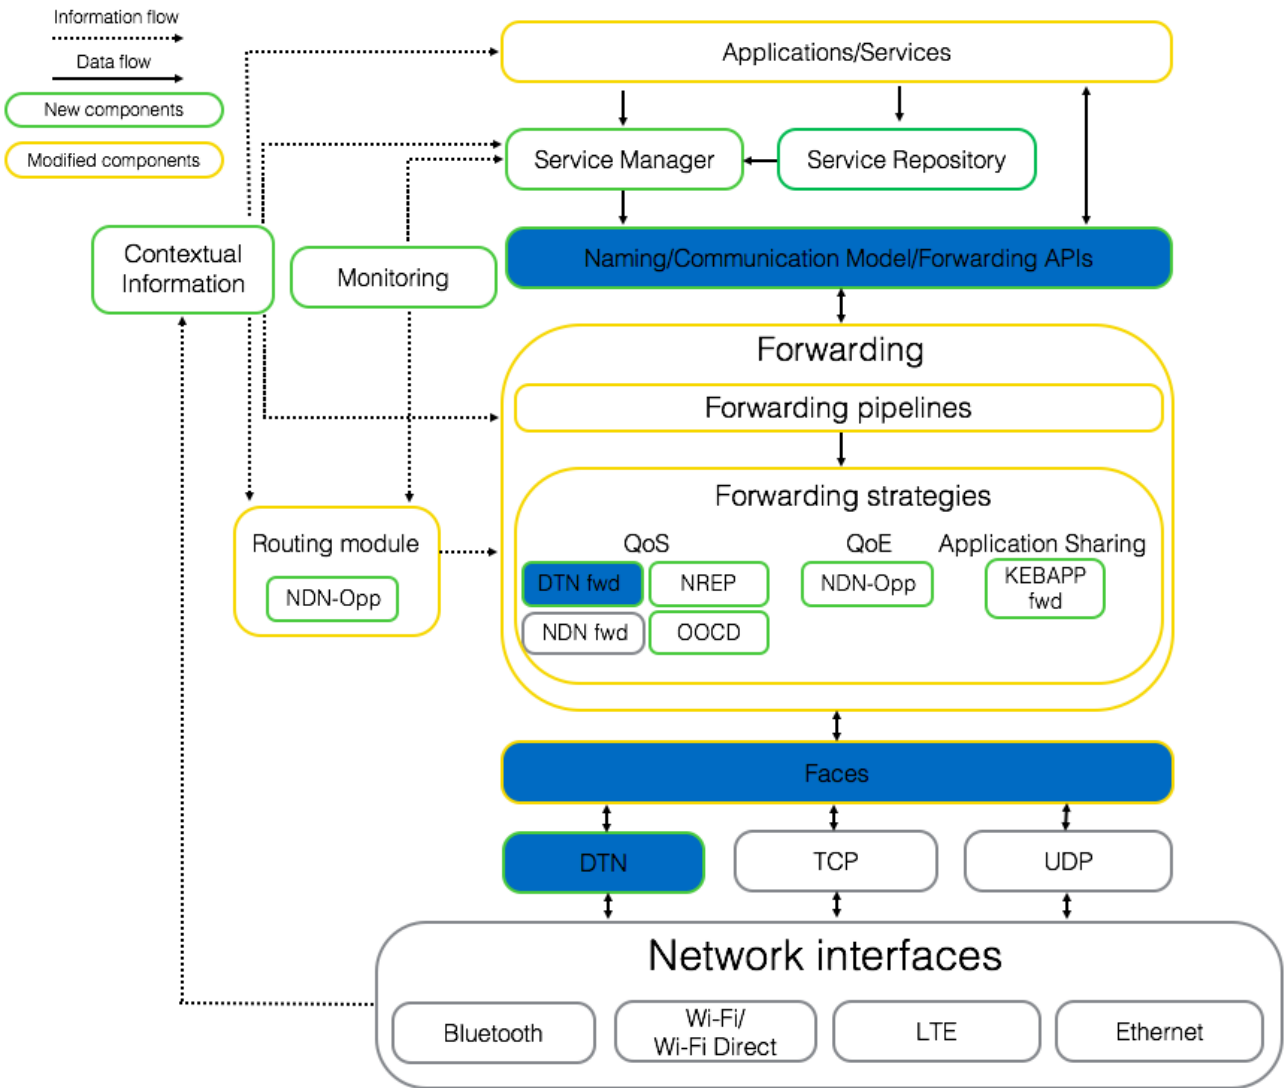 Information flow
Data flow
New components
Modified components
Applications/Services
Service Manager
Service Repository
Contextual
Information
Monitoring
Naming/Communication Model/Forwarding APIs
Forwarding
Forwarding pipelines
Forwarding strategies
Routing module
NDN-Opp
QoS
QoE
Application Sharing
DTN fwd
NREP
NDN-Opp
KEBAPP
fwd
NDN fwd
OOCD
Faces
DTN
TCP
UDP
Network interfaces
Bluetooth
Wi-Fi/
Wi-Fi Direct
LTE
Ethernet